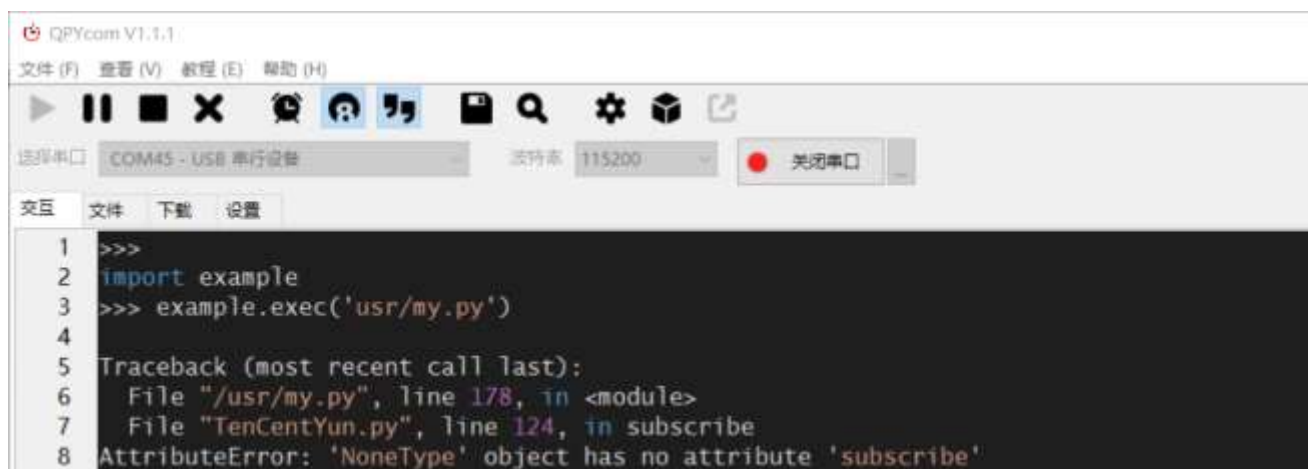 QPYcom V1.1.1
文件 (F) 查看 (V) 教程 (E) 帮助 (H)
选择串口 COM45 - USB 串行设备 波特率 115200 关闭串口 ...
交互 文件 下载 设置
1 >>>
2 import example
3 >>> example.exec('usr/my.py')
4
5 Traceback (most recent call last):
6 File "/usr/my.py", line 178, in <module>
7 File "TenCentYun.py", line 124, in subscribe
8 AttributeError: 'NoneType' object has no attribute 'subscribe'